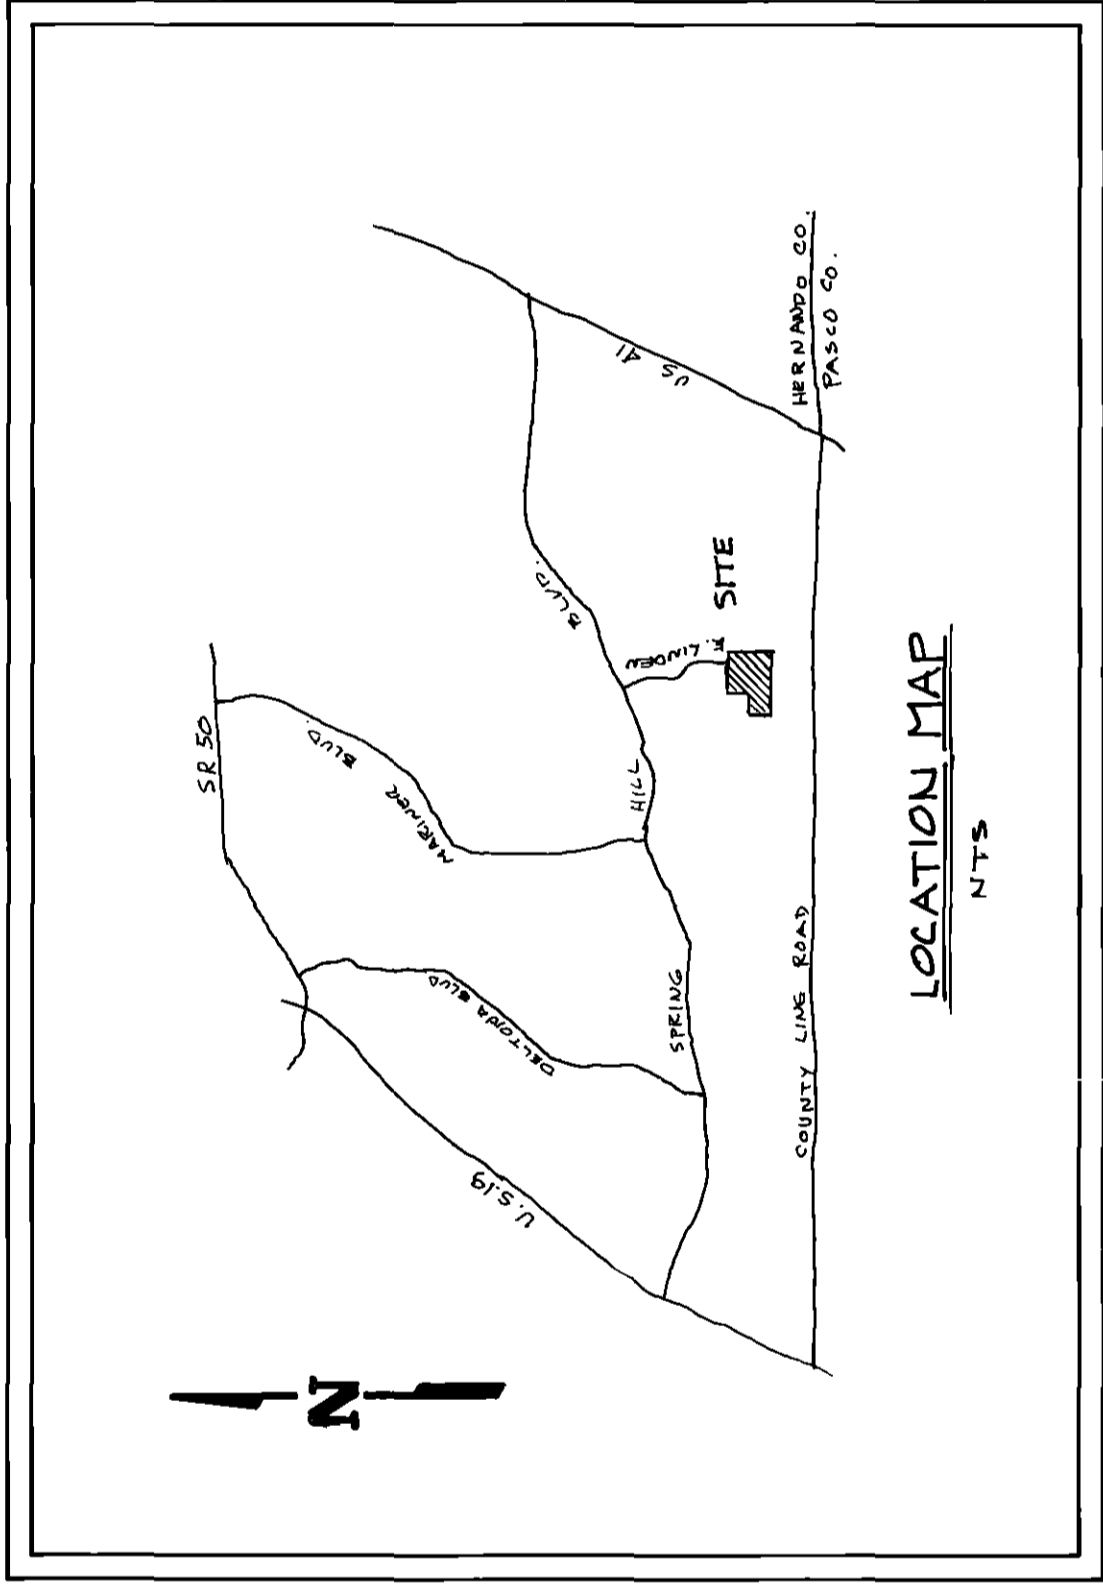 SR 50
N
MARINER BLVD.
DELTONA BLVD
U.S.19
SPRING HILL BLVD.
US 41
LINDEN
SITE
COUNTY LINE ROAD
HERNANDO CO.
PASCO CO.
LOCATION MAP
NTS